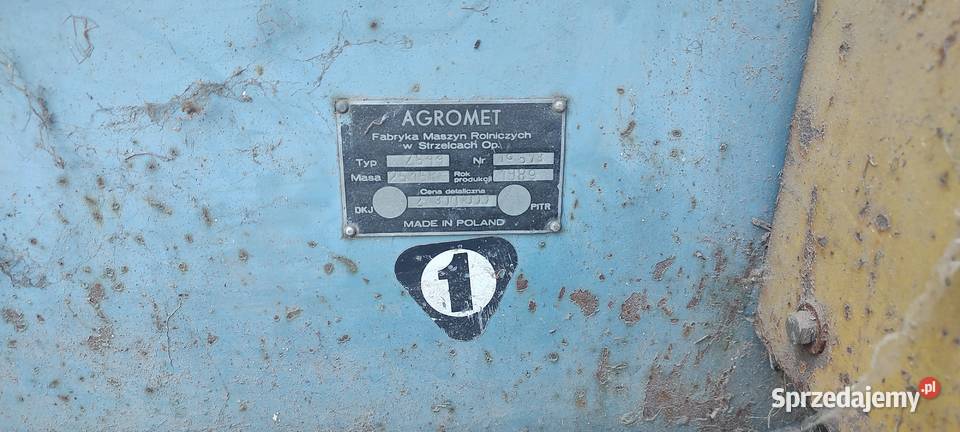 AGROMET
Fabryka Maszyn Rolniczych
w Strzelcach Op.
Typ Nr
Masa Rok produkcji 1989
Cena detaliczna
DKJ PITR
MADE IN POLAND
1
Sprzedajemy.pl